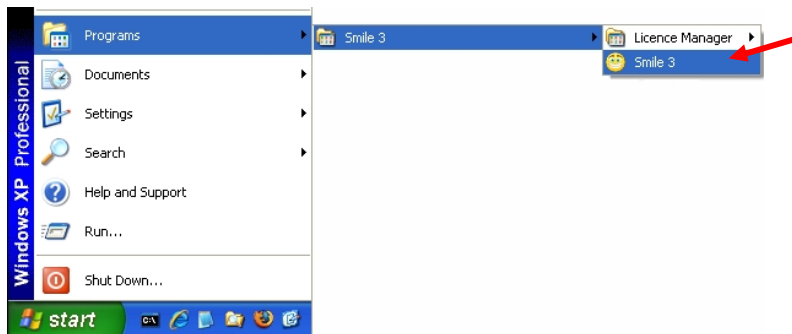 Programs
Smile 3
Licence Manager
Smile 3
Documents
Settings
Search
Help and Support
Run...
Shut Down...
Windows XP Professional
start
C:\